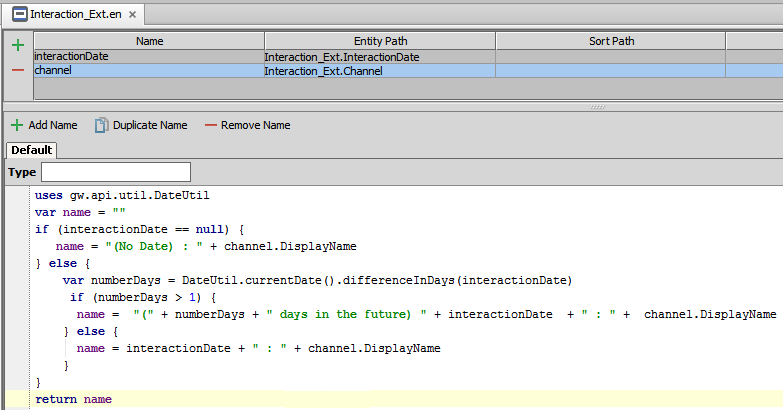 Interaction_Ext.en ×
Name Entity Path Sort Path
interactionDate Interaction_Ext.InteractionDate
channel Interaction_Ext.Channel
Add Name Duplicate Name Remove Name
Default
Type
uses gw.api.util.DateUtil
var name = ""
if (interactionDate == null) {
name = "(No Date) : " + channel.DisplayName
} else {
var numberDays = DateUtil.currentDate().differenceInDays(interactionDate)
if (numberDays > 1) {
name = "(" + numberDays + " days in the future) " + interactionDate + " : " + channel.DisplayName
} else {
name = interactionDate + " : " + channel.DisplayName
}
}
return name